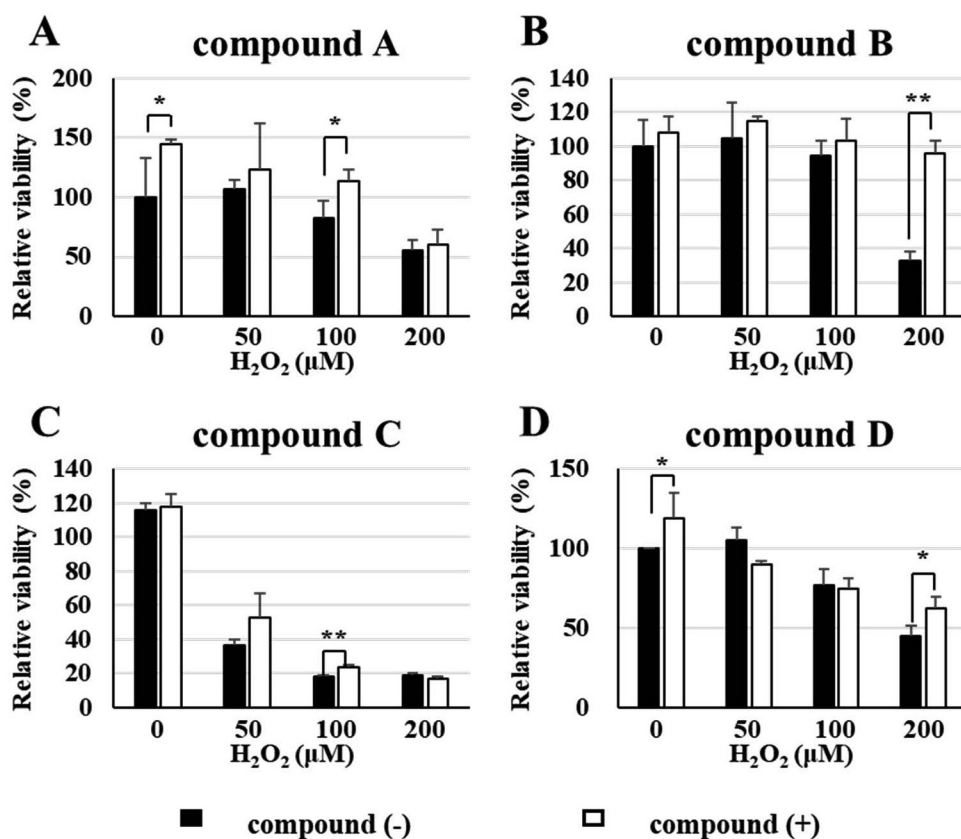 A
compound A
Relative viability (%)
200
150
100
50
0
*
*
0 50 100 200
H₂O₂ (μM)
B
compound B
Relative viability (%)
140
120
100
80
60
40
20
0
**
0 50 100 200
H₂O₂ (μM)
C
compound C
Relative viability (%)
140
120
100
80
60
40
20
0
**
0 50 100 200
H₂O₂ (μM)
D
compound D
Relative viability (%)
150
100
50
0
*
*
0 50 100 200
H₂O₂ (μM)
compound (-) compound (+)